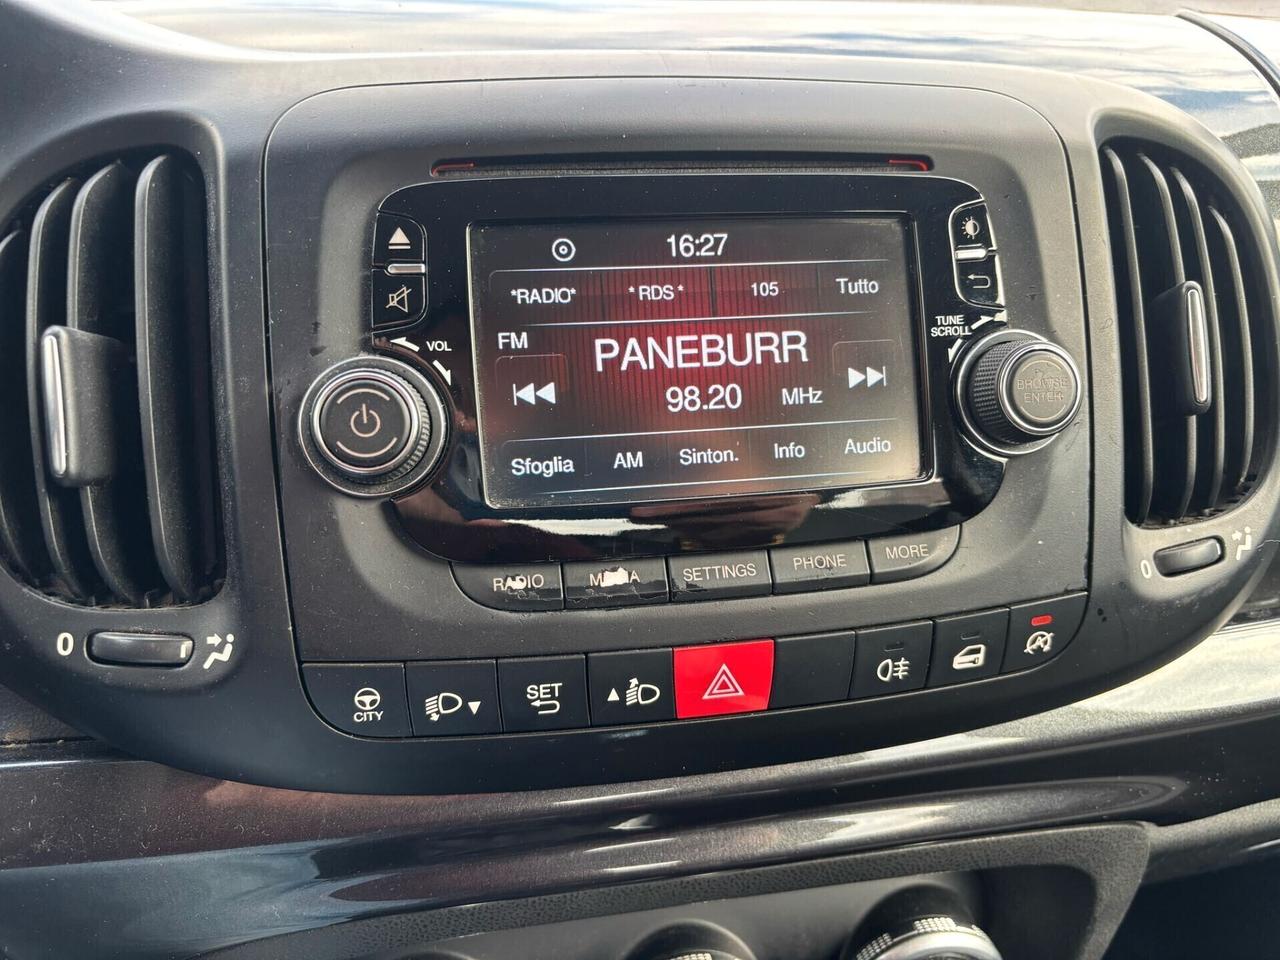 16:27
*RADIO* * RDS * 105 Tutto
FM
PANEBURR
98.20 MHz
Sfoglia AM Sinton. Info Audio
VOL
TUNE
SCROLL
BROWSE
ENTER
RADIO MEDIA SETTINGS PHONE MORE
0
0
CITY
SET